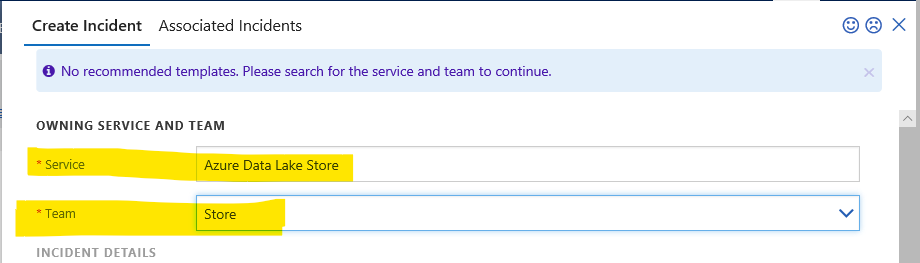 Create Incident Associated Incidents
No recommended templates. Please search for the service and team to continue.
OWNING SERVICE AND TEAM
* Service Azure Data Lake Store
* Team Store
INCIDENT DETAILS